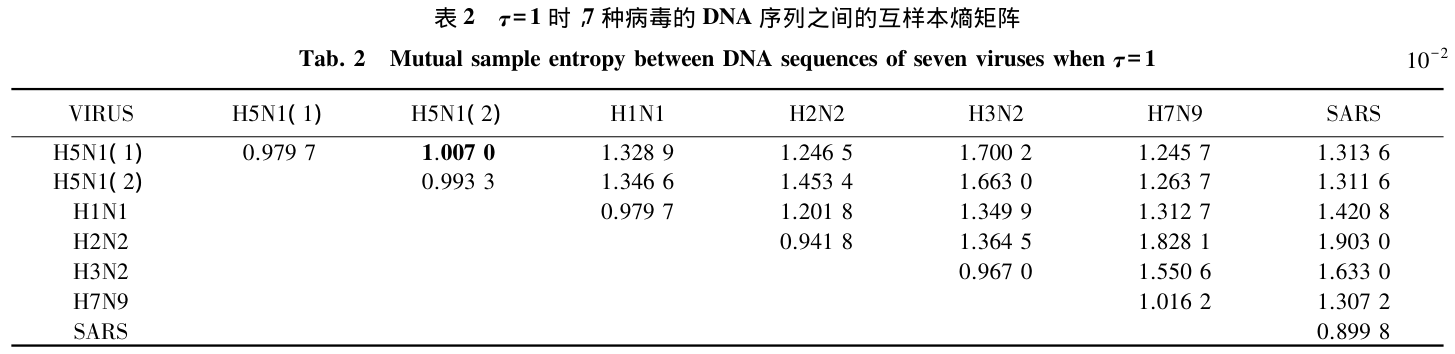 表 2 τ=1 时,7 种病毒的 DNA 序列之间的互样本熵矩阵
Tab. 2 Mutual sample entropy between DNA sequences of seven viruses when τ=1 10⁻²
VIRUS H5N1(1) H5N1(2) H1N1 H2N2 H3N2 H7N9 SARS
H5N1(1) 0.979 7 1.007 0 1.328 9 1.246 5 1.700 2 1.245 7 1.313 6
H5N1(2) 0.993 3 1.346 6 1.453 4 1.663 0 1.263 7 1.311 6
H1N1 0.979 7 1.201 8 1.349 9 1.312 7 1.420 8
H2N2 0.941 8 1.364 5 1.828 1 1.903 0
H3N2 0.967 0 1.550 6 1.633 0
H7N9 1.016 2 1.307 2
SARS 0.899 8